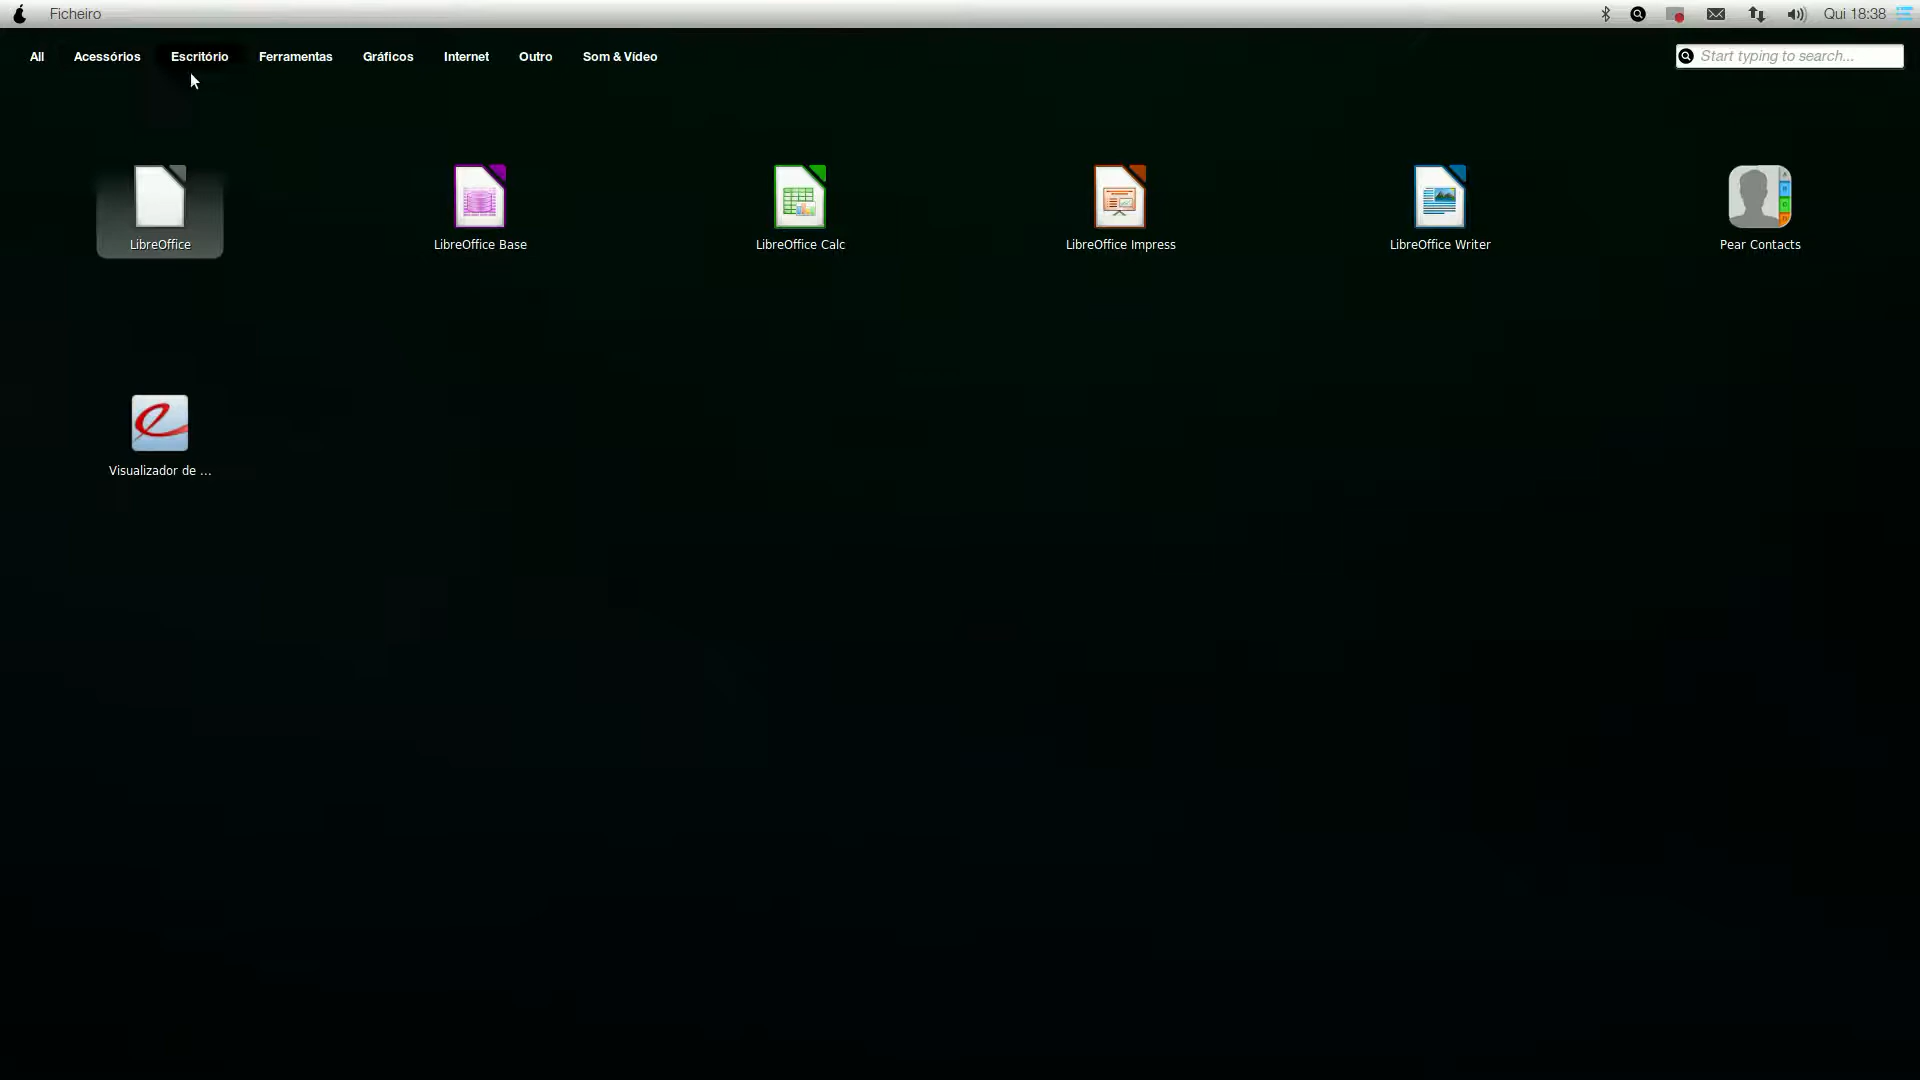 Ficheiro
Qui 18:38
All Acessórios Escritório Ferramentas Gráficos Internet Outro Som & Vídeo
Start typing to search...
LibreOffice
LibreOffice Base
LibreOffice Calc
LibreOffice Impress
LibreOffice Writer
Pear Contacts
Visualizador de ...